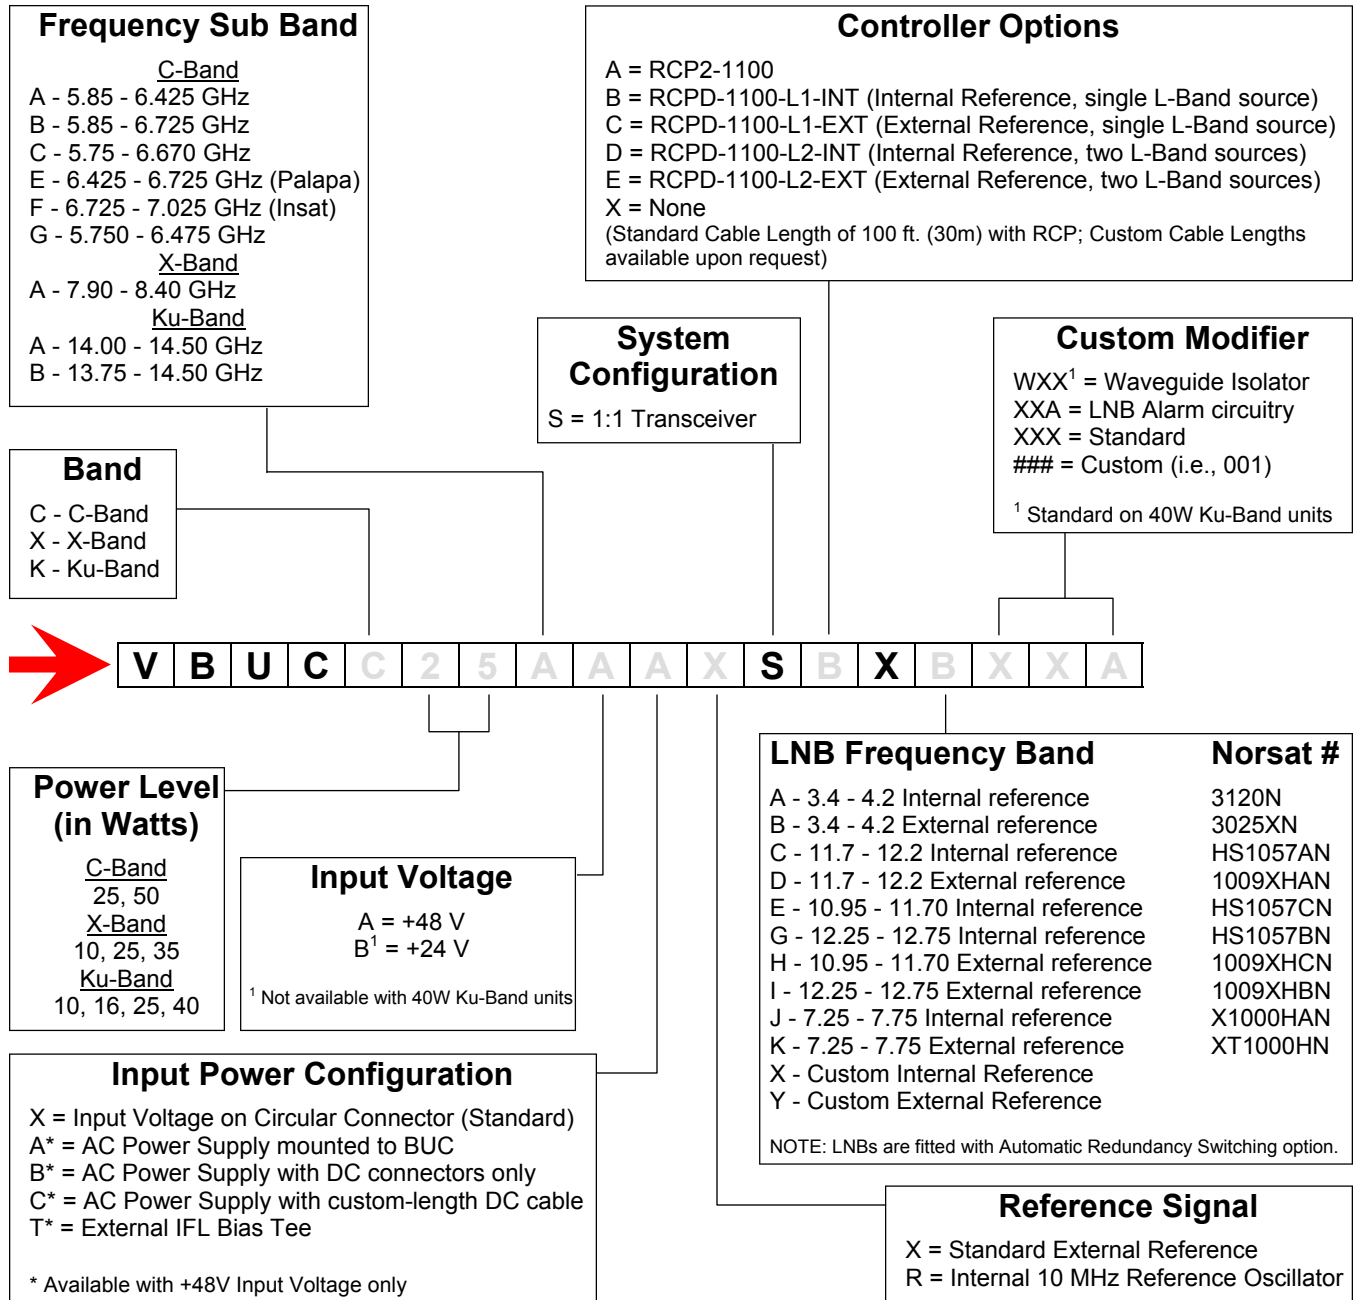 Frequency Sub Band
C-Band
A - 5.85 - 6.425 GHz
B - 5.85 - 6.725 GHz
C - 5.75 - 6.670 GHz
E - 6.425 - 6.725 GHz (Palapa)
F - 6.725 - 7.025 GHz (Insat)
G - 5.750 - 6.475 GHz
X-Band
A - 7.90 - 8.40 GHz
Ku-Band
A - 14.00 - 14.50 GHz
B - 13.75 - 14.50 GHz
Controller Options
A = RCP2-1100
B = RCPD-1100-L1-INT (Internal Reference, single L-Band source)
C = RCPD-1100-L1-EXT (External Reference, single L-Band source)
D = RCPD-1100-L2-INT (Internal Reference, two L-Band sources)
E = RCPD-1100-L2-EXT (External Reference, two L-Band sources)
X = None
(Standard Cable Length of 100 ft. (30m) with RCP; Custom Cable Lengths
available upon request)
System
Configuration
S = 1:1 Transceiver
Custom Modifier
WXX¹ = Waveguide Isolator
XXA = LNB Alarm circuitry
XXX = Standard
### = Custom (i.e., 001)
¹ Standard on 40W Ku-Band units
Band
C - C-Band
X - X-Band
K - Ku-Band
V B U C C 2 5 A A A X S B X B X X A
Power Level
(in Watts)
C-Band
25, 50
X-Band
10, 25, 35
Ku-Band
10, 16, 25, 40
Input Voltage
A = +48 V
B¹ = +24 V
¹ Not available with 40W Ku-Band units
LNB Frequency Band Norsat #
A - 3.4 - 4.2 Internal reference 3120N
B - 3.4 - 4.2 External reference 3025XN
C - 11.7 - 12.2 Internal reference HS1057AN
D - 11.7 - 12.2 External reference 1009XHAN
E - 10.95 - 11.70 Internal reference HS1057CN
G - 12.25 - 12.75 Internal reference HS1057BN
H - 10.95 - 11.70 External reference 1009XHCN
I - 12.25 - 12.75 External reference 1009XHBN
J - 7.25 - 7.75 Internal reference X1000HAN
K - 7.25 - 7.75 External reference XT1000HN
X - Custom Internal Reference
Y - Custom External Reference
NOTE: LNBs are fitted with Automatic Redundancy Switching option.
Input Power Configuration
X = Input Voltage on Circular Connector (Standard)
A* = AC Power Supply mounted to BUC
B* = AC Power Supply with DC connectors only
C* = AC Power Supply with custom-length DC cable
T* = External IFL Bias Tee
* Available with +48V Input Voltage only
Reference Signal
X = Standard External Reference
R = Internal 10 MHz Reference Oscillator